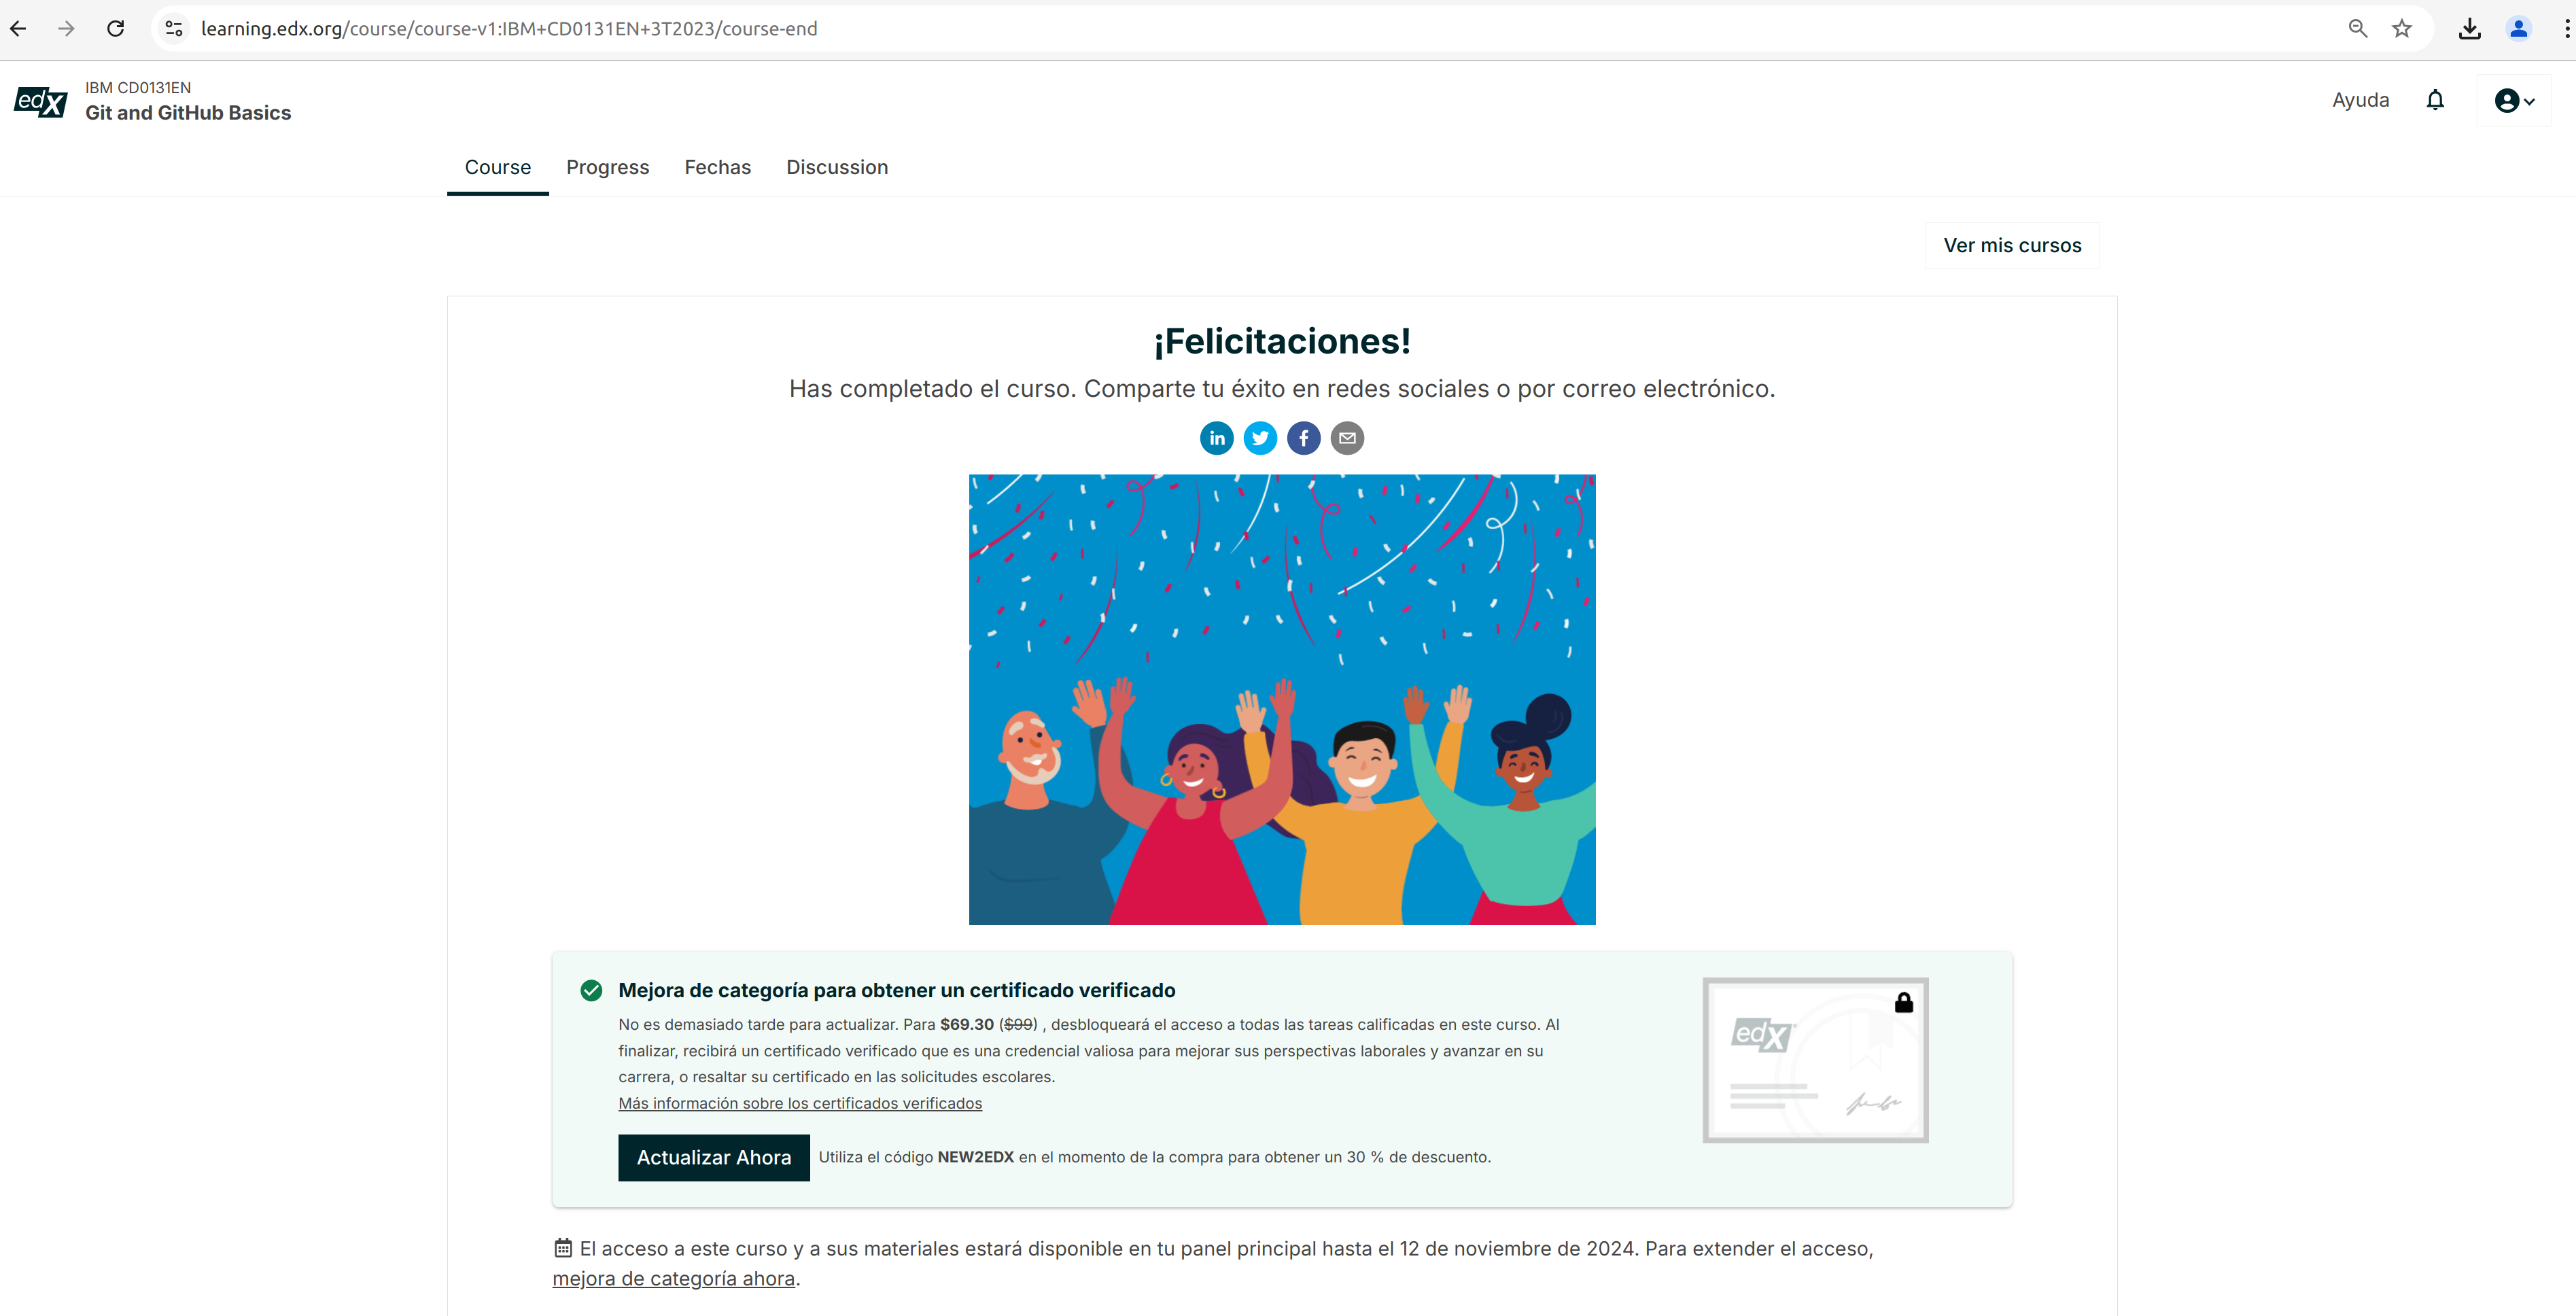 learning.edx.org/course/course-v1:IBM+CD0131EN+3T2023/course-end
edX
IBM CD0131EN
Git and GitHub Basics
Ayuda
Course Progress Fechas Discussion
Ver mis cursos
¡Felicitaciones!
Has completado el curso. Comparte tu éxito en redes sociales o por correo electrónico.
in f
Mejora de categoría para obtener un certificado verificado
No es demasiado tarde para actualizar. Para $69.30 ($99) , desbloqueará el acceso a todas las tareas calificadas en este curso. Al
finalizar, recibirá un certificado verificado que es una credencial valiosa para mejorar sus perspectivas laborales y avanzar en su
carrera, o resaltar su certificado en las solicitudes escolares.
Más información sobre los certificados verificados
edX
Actualizar Ahora Utiliza el código NEW2EDX en el momento de la compra para obtener un 30 % de descuento.
El acceso a este curso y a sus materiales estará disponible en tu panel principal hasta el 12 de noviembre de 2024. Para extender el acceso,
mejora de categoría ahora.